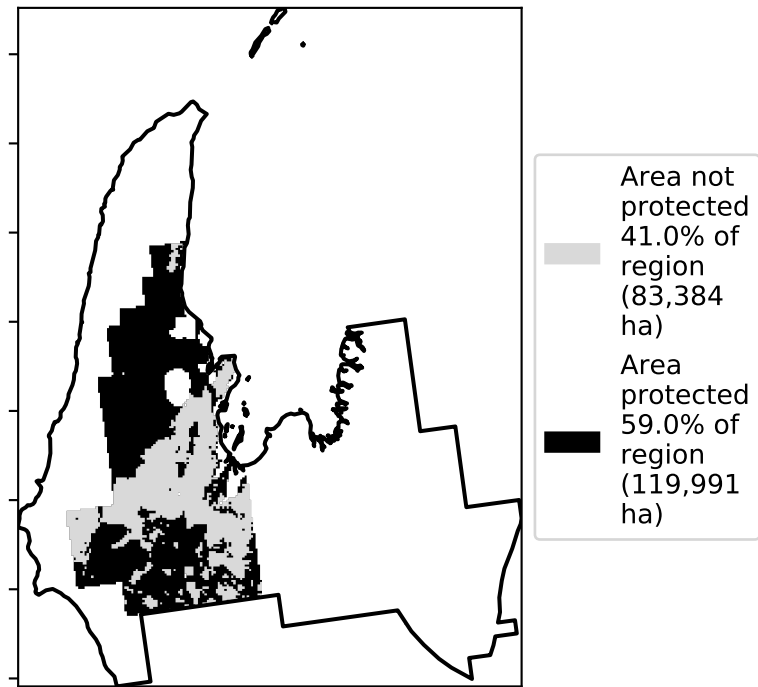 Area not
protected
41.0% of
region
(83,384
ha)
Area
protected
59.0% of
region
(119,991
ha)